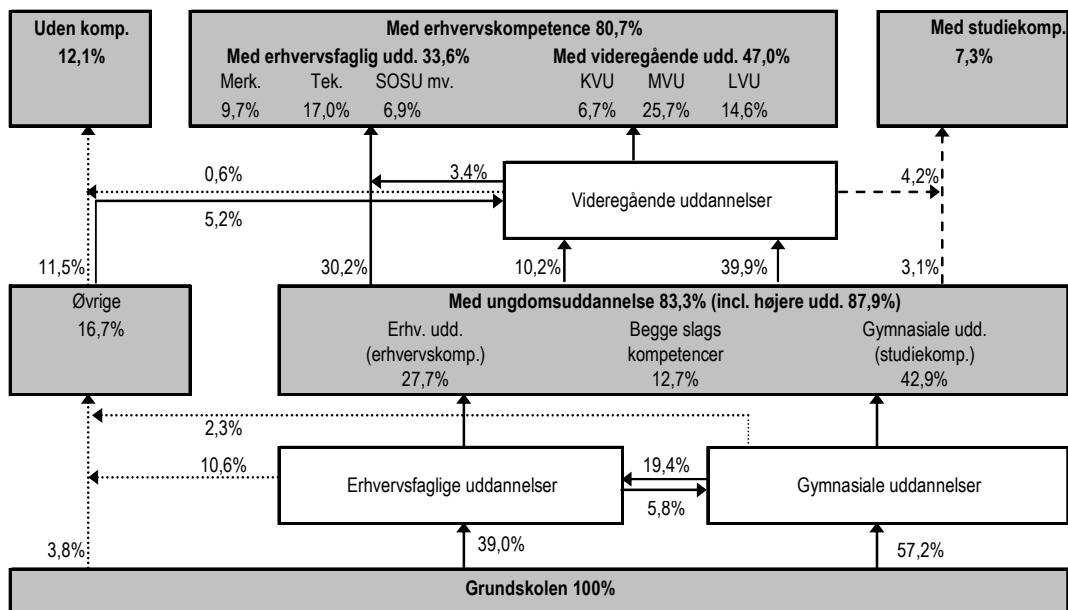 Uden komp.
12,1%
Med erhvervskompetence 80,7%
Med erhvervsfaglig udd. 33,6%
Med videregående udd. 47,0%
Merk.
Tek.
SOSU mv.
KVU
MVU
LVU
9,7%
17,0%
6,9%
6,7%
25,7%
14,6%
Med studiekomp.
7,3%
0,6%
3,4%
4,2%
Videregående uddannelser
5,2%
11,5%
30,2%
10,2%
39,9%
3,1%
Øvrige
16,7%
Med ungdomsuddannelse 83,3% (incl. højere udd. 87,9%)
Erhv. udd.
(erhvervskomp.)
27,7%
Begge slags
kompetencer
12,7%
Gymnasiale udd.
(studiekomp.)
42,9%
2,3%
10,6%
Erhvervsfaglige uddannelser
19,4%
5,8%
Gymnasiale uddannelser
3,8%
39,0%
57,2%
Grundskolen 100%